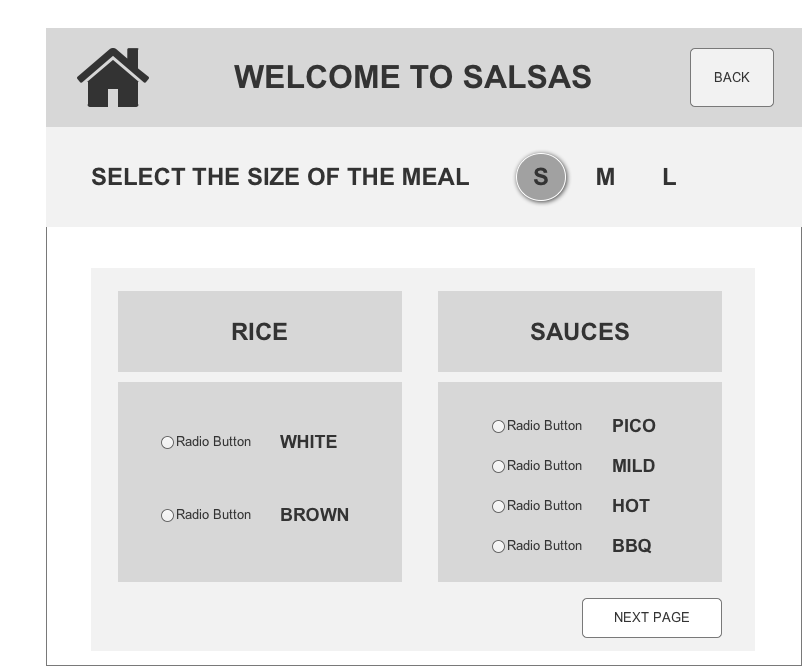 WELCOME TO SALSAS
BACK
SELECT THE SIZE OF THE MEAL S M L
RICE
SAUCES
Radio Button WHITE
Radio Button BROWN
Radio Button PICO
Radio Button MILD
Radio Button HOT
Radio Button BBQ
NEXT PAGE